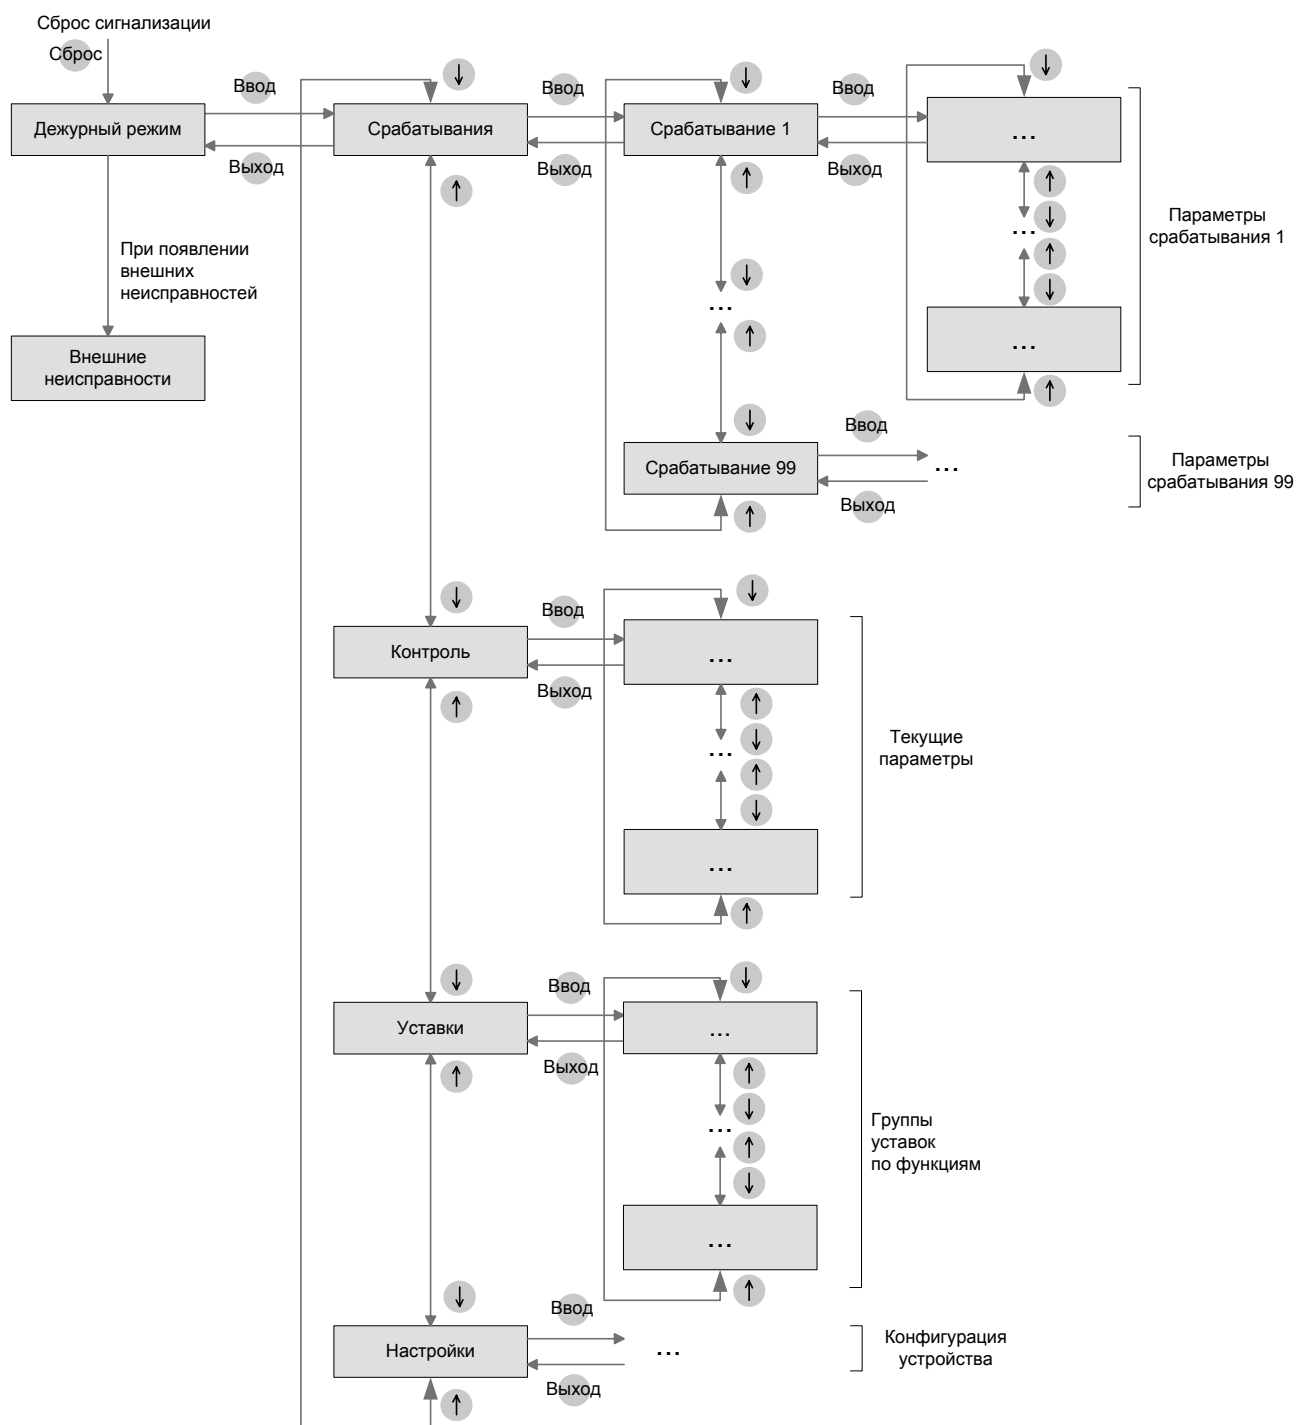 Сброс сигнализации
Сброс
Ввод
Ввод
Ввод
Дежурный режим
Срабатывания
Срабатывание 1
...
Выход
Выход
Выход
Параметры
срабатывания 1
...
При появлении
внешних
неисправностей
...
...
Внешние
неисправности
Ввод
Срабатывание 99
...
Выход
Параметры
срабатывания 99
Ввод
Контроль
...
Выход
...
Текущие
параметры
...
Ввод
Уставки
...
Выход
...
Группы
уставок
по функциям
...
Ввод
Настройки
...
Выход
Конфигурация
устройства